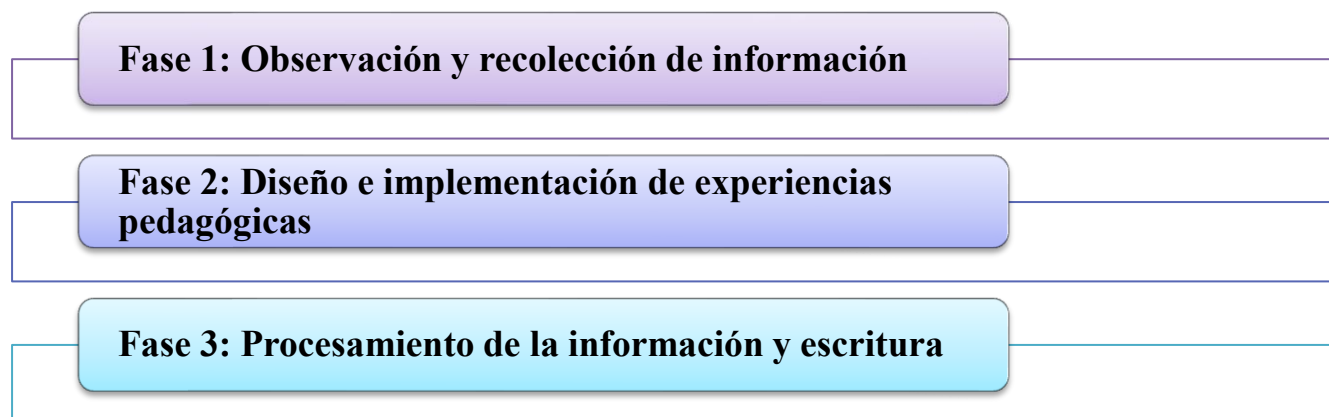 Fase 1: Observación y recolección de información
Fase 2: Diseño e implementación de experiencias
pedagógicas
Fase 3: Procesamiento de la información y escritura